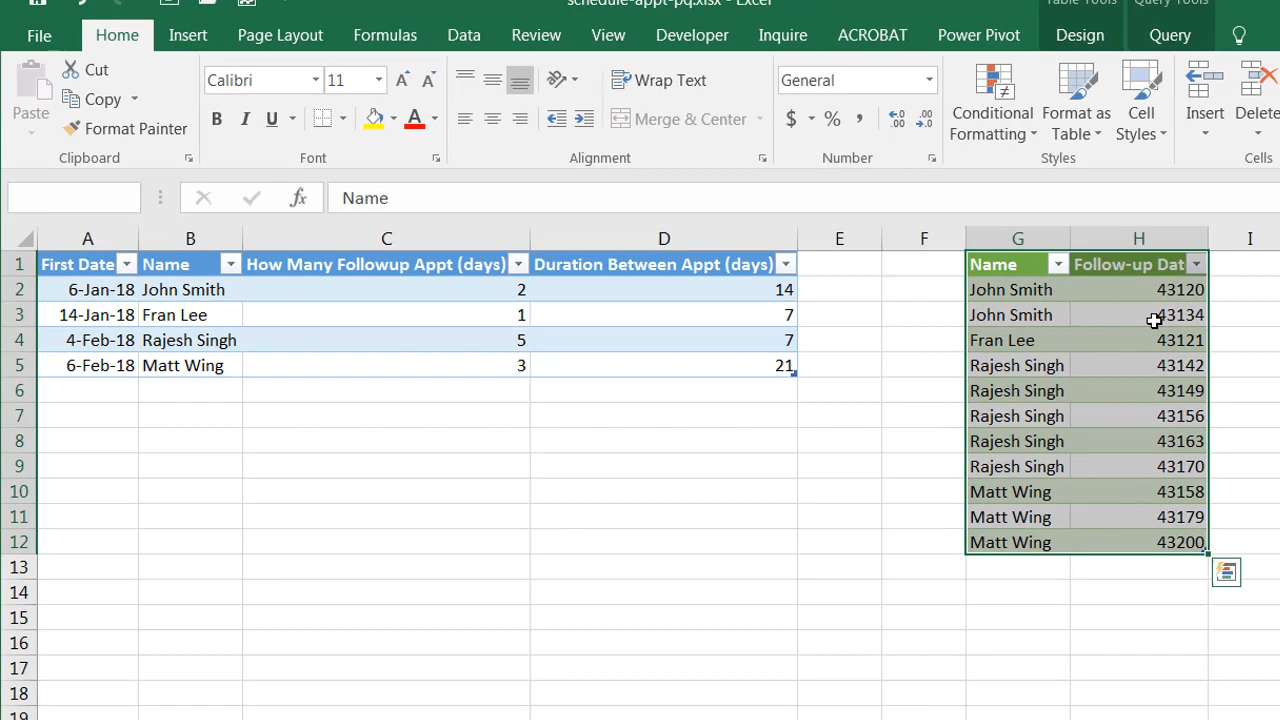 schedule-appt-pq.xlsx - Excel
Table Tools Query Tools
File Home Insert Page Layout Formulas Data Review View Developer Inquire ACROBAT Power Pivot Design Query
Paste
Cut
Copy
Format Painter
Clipboard
Calibri 11
B I U A
Font
Wrap Text
Merge & Center
Alignment
General
$ % ,
Number
Conditional Formatting
Format as Table
Cell Styles
Styles
Insert Delete
Cells
fx Name
A B C D E F G H I
1 First Date Name How Many Followup Appt (days) Duration Between Appt (days) Name Follow-up Dat
2 6-Jan-18 John Smith 2 14 John Smith 43120
3 14-Jan-18 Fran Lee 1 7 John Smith 43134
4 4-Feb-18 Rajesh Singh 5 7 Fran Lee 43121
5 6-Feb-18 Matt Wing 3 21 Rajesh Singh 43142
6 Rajesh Singh 43149
7 Rajesh Singh 43156
8 Rajesh Singh 43163
9 Rajesh Singh 43170
10 Matt Wing 43158
11 Matt Wing 43179
12 Matt Wing 43200
13
14
15
16
17
18
19